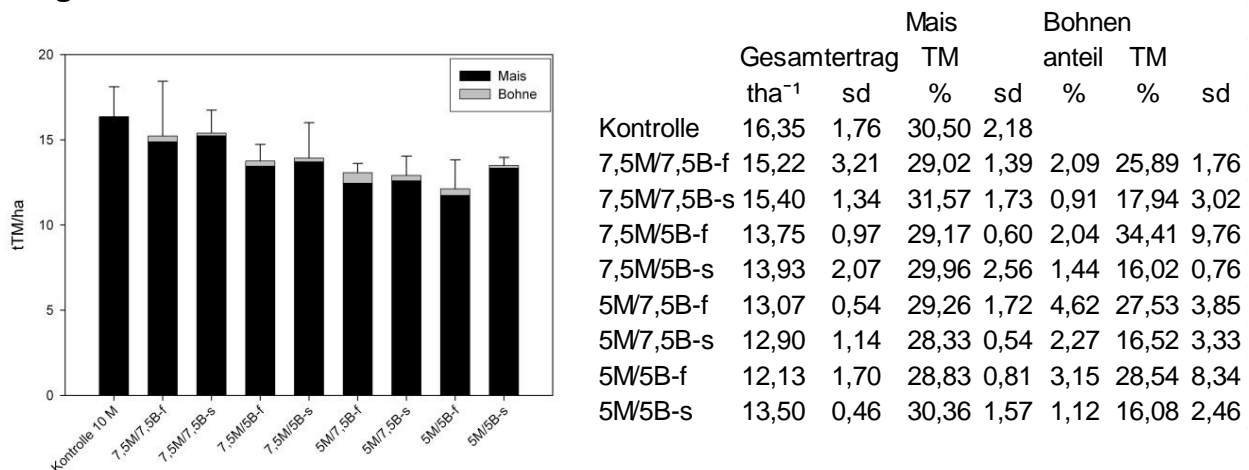 20
15
10
5
0
tTM/ha
Mais
Bohne
Kontrolle 10 M
7,5M/7,5B-f
7,5M/7,5B-s
7,5M/5B-f
7,5M/5B-s
5M/7,5B-f
5M/7,5B-s
5M/5B-f
5M/5B-s
Mais Bohnen
Gesamtertrag TM anteil TM
tha⁻¹ sd % sd % % sd
Kontrolle 16,35 1,76 30,50 2,18
7,5M/7,5B-f 15,22 3,21 29,02 1,39 2,09 25,89 1,76
7,5M/7,5B-s 15,40 1,34 31,57 1,73 0,91 17,94 3,02
7,5M/5B-f 13,75 0,97 29,17 0,60 2,04 34,41 9,76
7,5M/5B-s 13,93 2,07 29,96 2,56 1,44 16,02 0,76
5M/7,5B-f 13,07 0,54 29,26 1,72 4,62 27,53 3,85
5M/7,5B-s 12,90 1,14 28,33 0,54 2,27 16,52 3,33
5M/5B-f 12,13 1,70 28,83 0,81 3,15 28,54 8,34
5M/5B-s 13,50 0,46 30,36 1,57 1,12 16,08 2,46